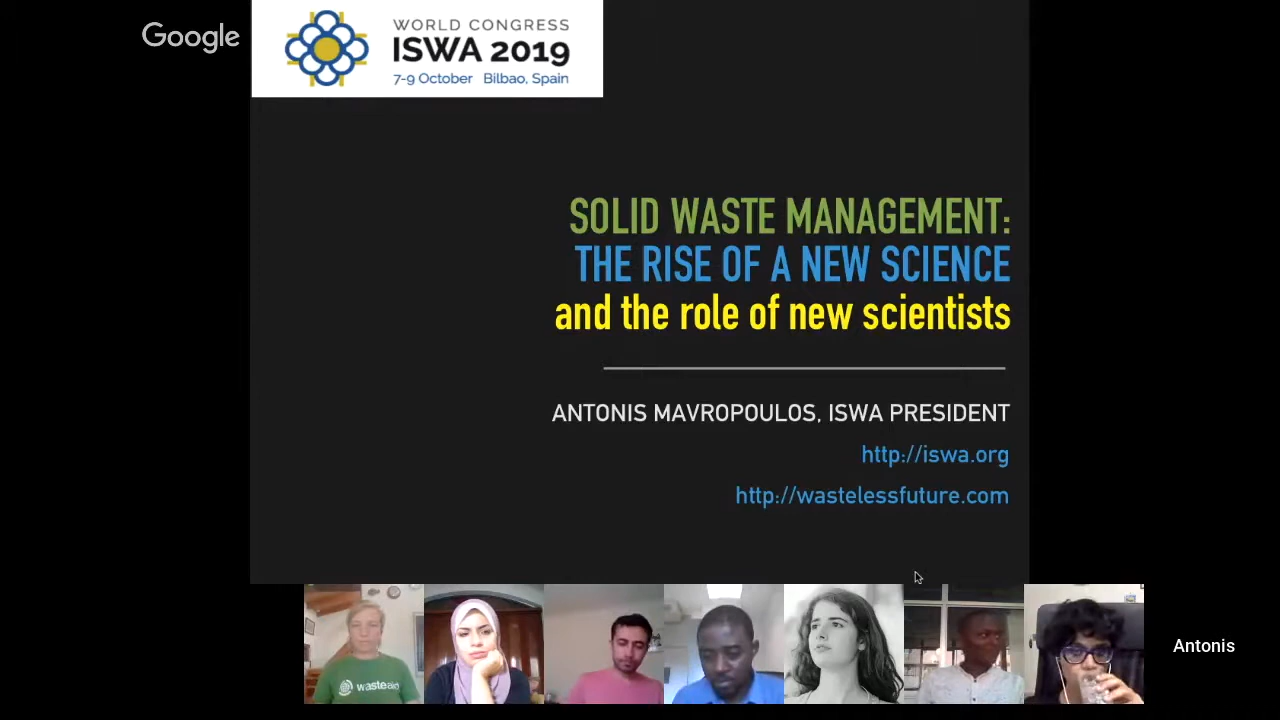 Google
WORLD CONGRESS
ISWA 2019
7-9 October Bilbao, Spain
SOLID WASTE MANAGEMENT:
THE RISE OF A NEW SCIENCE
and the role of new scientists
ANTONIS MAVROPOULOS, ISWA PRESIDENT
http://iswa.org
http://wastelessfuture.com
wasteaid
Antonis